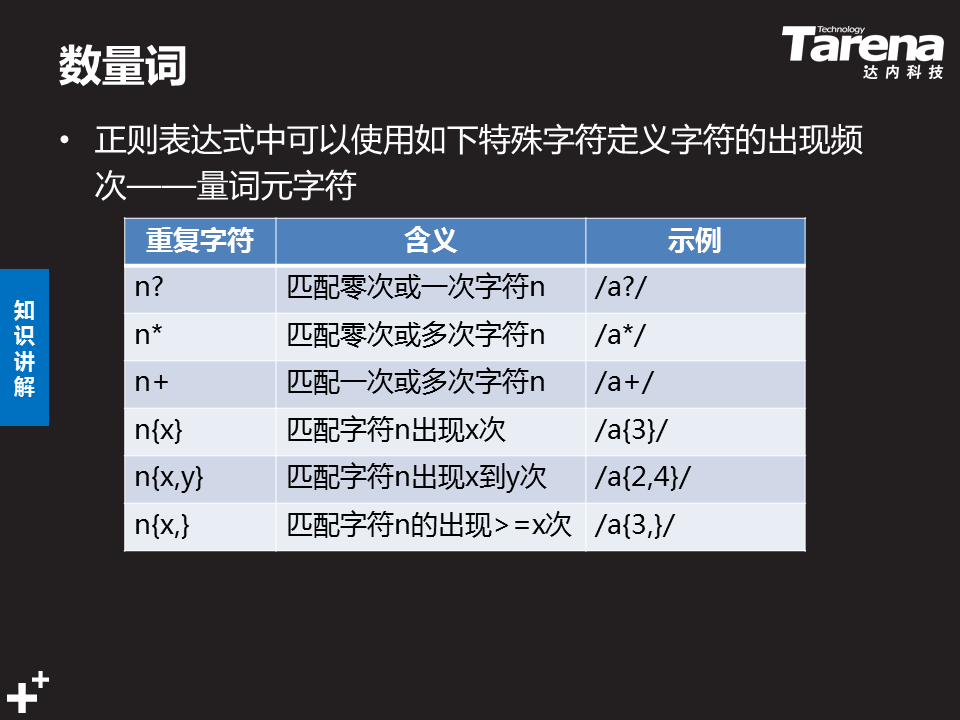 数量词
Technology
Tarena
达内科技
• 正则表达式中可以使用如下特殊字符定义字符的出现频
次——量词元字符
重复字符 含义 示例
n? 匹配零次或一次字符n /a?/
n* 匹配零次或多次字符n /a*/
n+ 匹配一次或多次字符n /a+/
n{x} 匹配字符n出现x次 /a{3}/
n{x,y} 匹配字符n出现x到y次 /a{2,4}/
n{x,} 匹配字符n的出现>=x次 /a{3,}/
知
识
讲
解